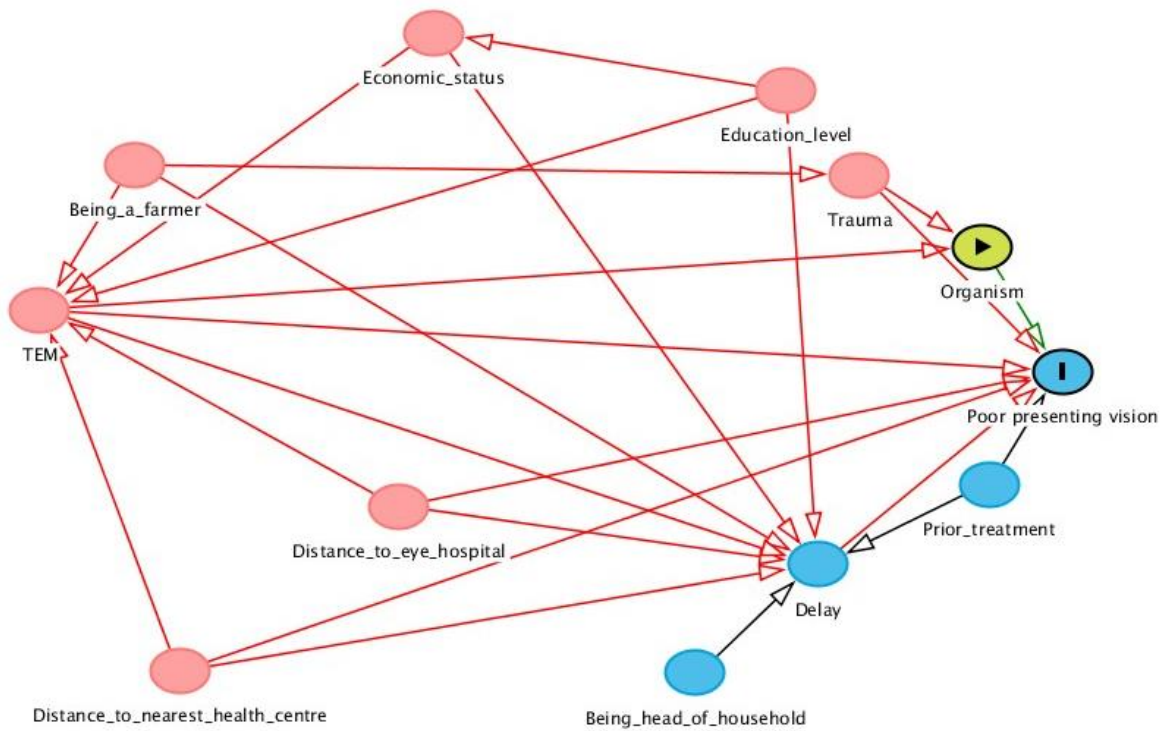 Economic_status
Education_level
Being_a_farmer
Trauma
Organism
TEM
Poor presenting vision
Prior_treatment
Distance_to_eye_hospital
Delay
Distance_to_nearest_health_centre
Being_head_of_household